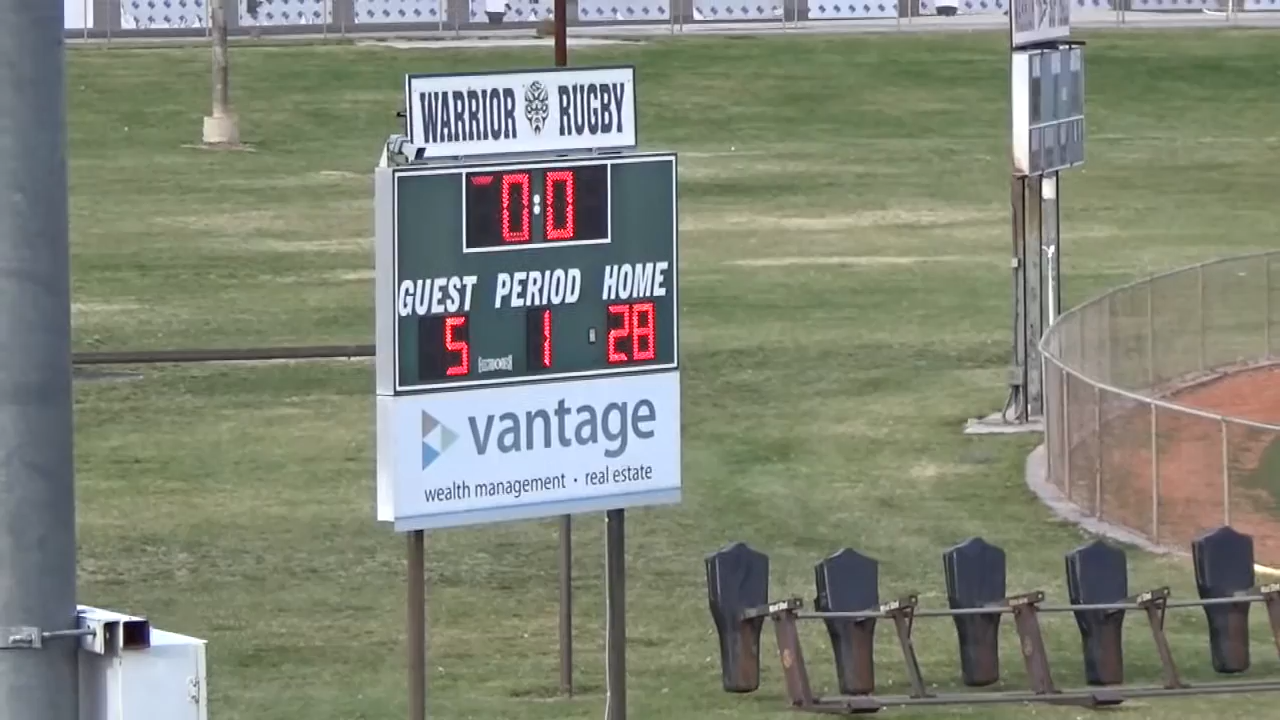 WARRIOR RUGBY
0:0
GUEST PERIOD HOME
5 1 28
vantage
wealth management • real estate